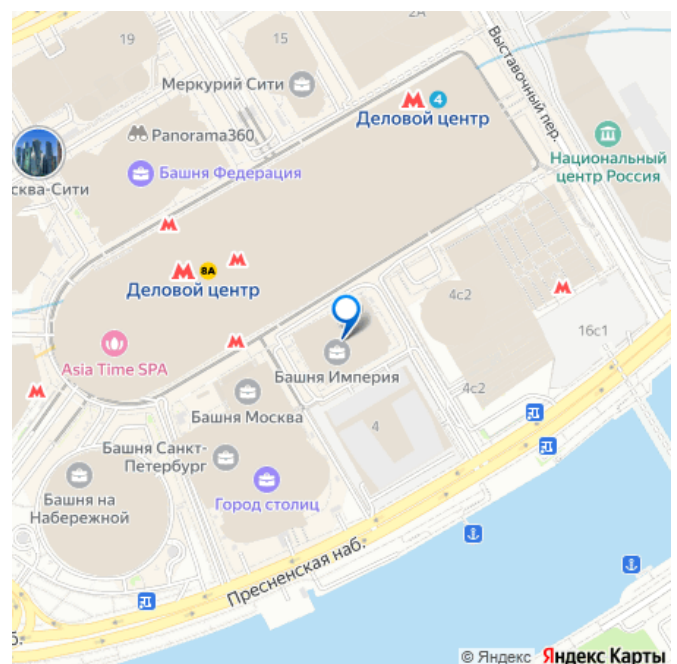 2А
19
15
Меркурий Сити
4
Деловой центр
Выставочный пер.
Panorama360
Национальный
центр Россия
Башня Федерация
сква-Сити
8А
Деловой центр
4с2
16с1
Asia Time SPA
Башня Империя
4с2
Башня Москва
4
Башня Санкт-
Петербург
Город столиц
Башня на
Набережной
Пресненская наб.
б.
© Яндекс Яндекс Карты